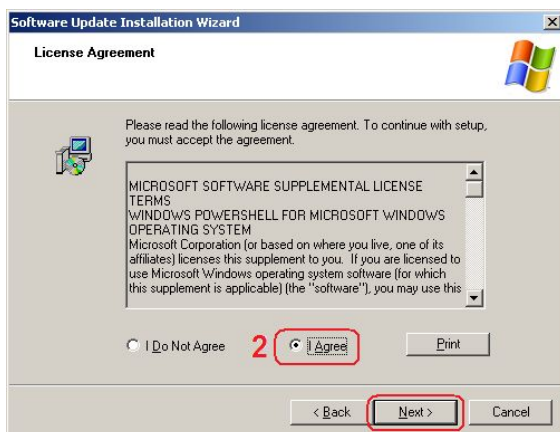 Software Update Installation Wizard
License Agreement
Please read the following license agreement. To continue with setup,
you must accept the agreement.
MICROSOFT SOFTWARE SUPPLEMENTAL LICENSE
TERMS
WINDOWS POWERSHELL FOR MICROSOFT WINDOWS
OPERATING SYSTEM
Microsoft Corporation (or based on where you live, one of its
affiliates) licenses this supplement to you. If you are licensed to
use Microsoft Windows operating system software (for which
this supplement is applicable) (the "software"), you may use this
I Do Not Agree 2 I Agree Print
< Back Next > Cancel